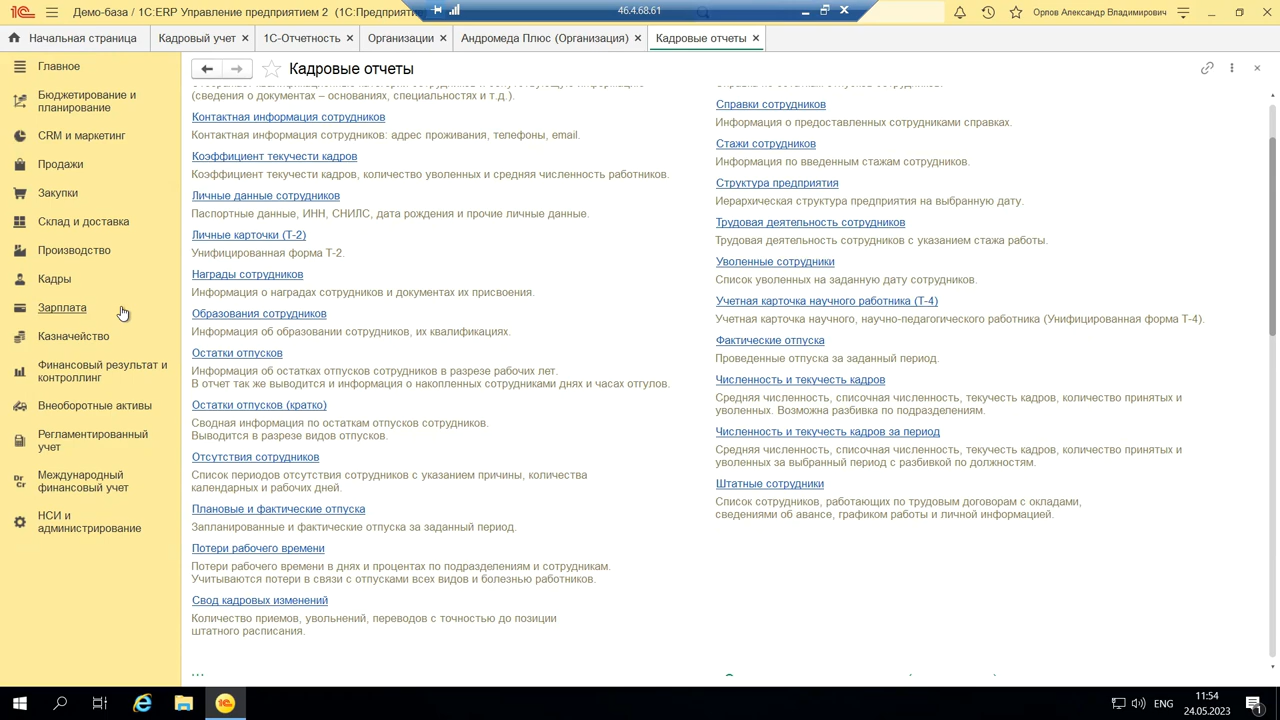 Демо-база / 1C:ERP Управление предприятием 2 (1С:Предприятие
46.4.68.61
Орлов Александр Владимирович
Начальная страница
Кадровый учет
1С-Отчетность
Организации
Андромеда Плюс (Организация)
Кадровые отчеты
Главное
Бюджетирование и
планирование
CRM и маркетинг
Продажи
Закупки
Склад и доставка
Производство
Кадры
Зарплата
Казначейство
Финансовый результат и
контроллинг
Внеоборотные активы
Регламентированный
учет
Dr
Cr
Международный
финансовый учет
НСИ и
администрирование
Кадровые отчеты
(сведения о документах – основаниях, специальностях и т.д.).
Контактная информация сотрудников
Контактная информация сотрудников: адрес проживания, телефоны, email.
Коэффициент текучести кадров
Коэффициент текучести кадров, количество уволенных и средняя численность работников.
Личные данные сотрудников
Паспортные данные, ИНН, СНИЛС, дата рождения и прочие личные данные.
Личные карточки (Т-2)
Унифицированная форма Т-2.
Награды сотрудников
Информация о наградах сотрудников и документах их присвоения.
Образования сотрудников
Информация об образовании сотрудников, их квалификациях.
Остатки отпусков
Информация об остатках отпусков сотрудников в разрезе рабочих лет.
В отчет так же выводится и информация о накопленных сотрудниками днях и часах отгулов.
Остатки отпусков (кратко)
Сводная информация по остаткам отпусков сотрудников.
Выводится в разрезе видов отпусков.
Отсутствия сотрудников
Список периодов отсутствия сотрудников с указанием причины, количества
календарных и рабочих дней.
Плановые и фактические отпуска
Запланированные и фактические отпуска за заданный период.
Потери рабочего времени
Потери рабочего времени в днях и процентах по подразделениям и сотрудникам.
Учитываются потери в связи с отпусками всех видов и болезнью работников.
Свод кадровых изменений
Количество приемов, увольнений, переводов с точностью до позиции
штатного расписания.
Справки сотрудников
Информация о предоставленных сотрудниками справках.
Стажи сотрудников
Информация по введенным стажам сотрудников.
Структура предприятия
Иерархическая структура предприятия на выбранную дату.
Трудовая деятельность сотрудников
Трудовая деятельность сотрудников с указанием стажа работы.
Уволенные сотрудники
Список уволенных на заданную дату сотрудников.
Учетная карточка научного работника (Т-4)
Учетная карточка научного, научно-педагогического работника (Унифицированная форма Т-4).
Фактические отпуска
Проведенные отпуска за заданный период.
Численность и текучесть кадров
Средняя численность, списочная численность, текучесть кадров, количество принятых и
уволенных. Возможна разбивка по подразделениям.
Численность и текучесть кадров за период
Средняя численность, списочная численность, текучесть кадров, количество принятых и
уволенных за выбранный период с разбивкой по должностям.
Штатные сотрудники
Список сотрудников, работающих по трудовым договорам с окладами,
сведениями об авансе, графиком работы и личной информацией.
ENG
11:54
24.05.2023
1